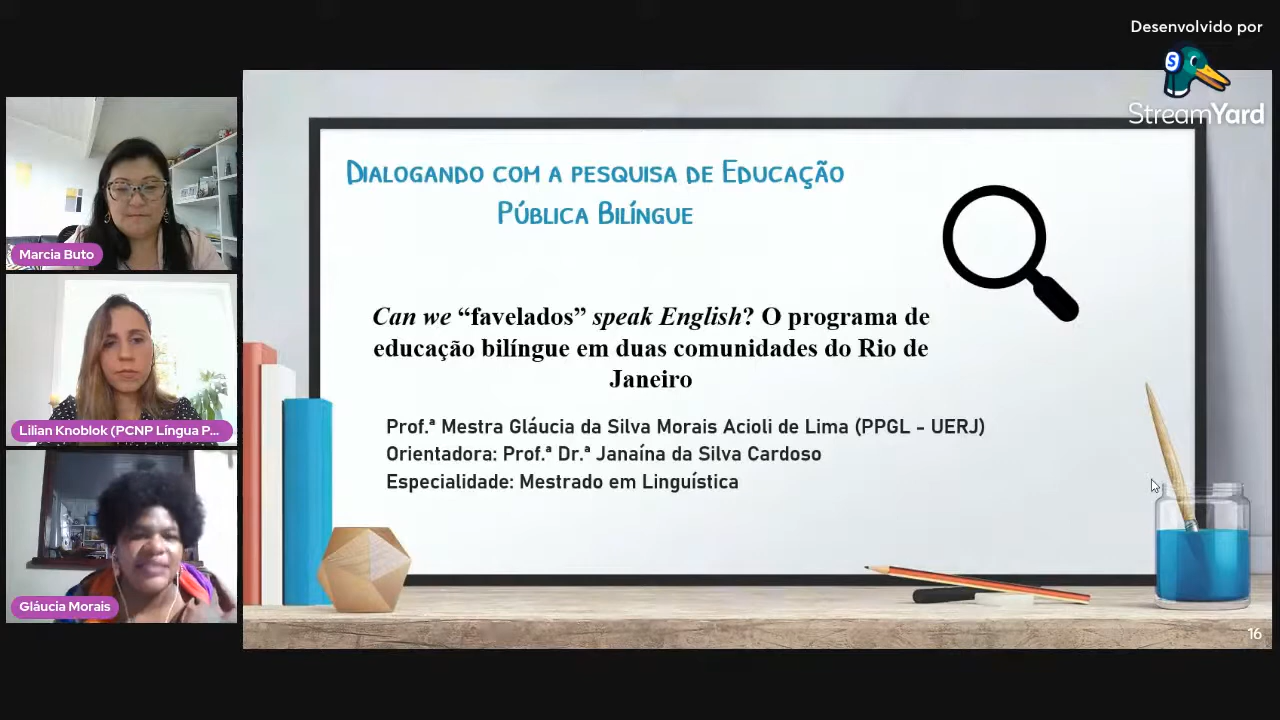 Desenvolvido por
StreamYard
Marcia Buto
Lilian Knoblok (PCNP Língua P...
Gláucia Morais
Dialogando com a pesquisa de Educação
Pública Bilíngue
Can we “favelados” speak English? O programa de
educação bilíngue em duas comunidades do Rio de
Janeiro
Prof.ª Mestra Gláucia da Silva Morais Acioli de Lima (PPGL - UERJ)
Orientadora: Prof.ª Dr.ª Janaína da Silva Cardoso
Especialidade: Mestrado em Linguística
16